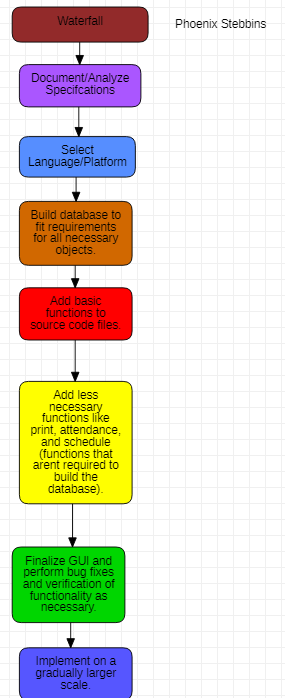 Waterfall
Phoenix Stebbins
Document/Analyze
Specifcations
Select
Language/Platform
Build database to
fit requirements
for all necessary
objects.
Add basic
functions to
source code files.
Add less
necessary
functions like
print, attendance,
and schedule
(functions that
arent required to
build the
database).
Finalize GUI and
perform bug fixes
and verification of
functionality as
necessary.
Implement on a
gradually larger
scale.